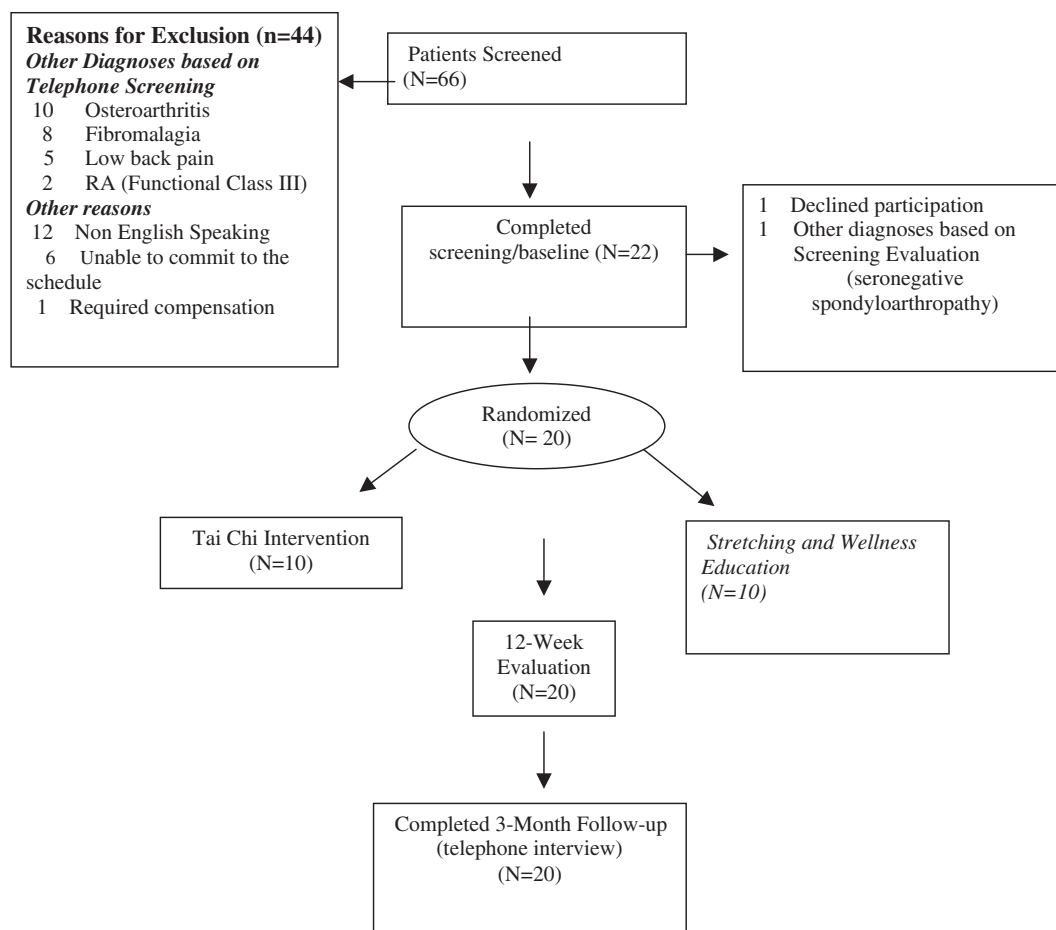 Reasons for Exclusion (n=44)
Other Diagnoses based on
Telephone Screening
10 Osteroarthritis
8 Fibromalagia
5 Low back pain
2 RA (Functional Class III)
Other reasons
12 Non English Speaking
6 Unable to commit to the
schedule
1 Required compensation
Patients Screened
(N=66)
Completed
screening/baseline (N=22)
1 Declined participation
1 Other diagnoses based on
Screening Evaluation
(seronegative
spondyloarthropathy)
Randomized
(N= 20)
Tai Chi Intervention
(N=10)
Stretching and Wellness
Education
(N=10)
12-Week
Evaluation
(N=20)
Completed 3-Month Follow-up
(telephone interview)
(N=20)